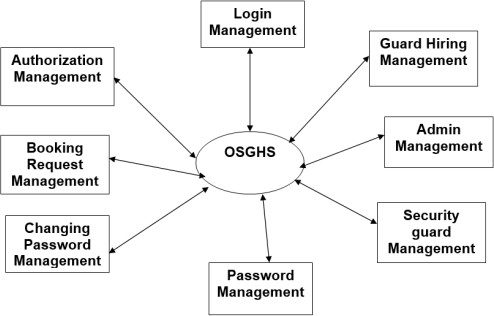 Login
Management
Guard Hiring
Management
Authorization
Management
Admin
Management
OSGHS
Booking
Request
Management
Security
guard
Management
Changing
Password
Management
Password
Management